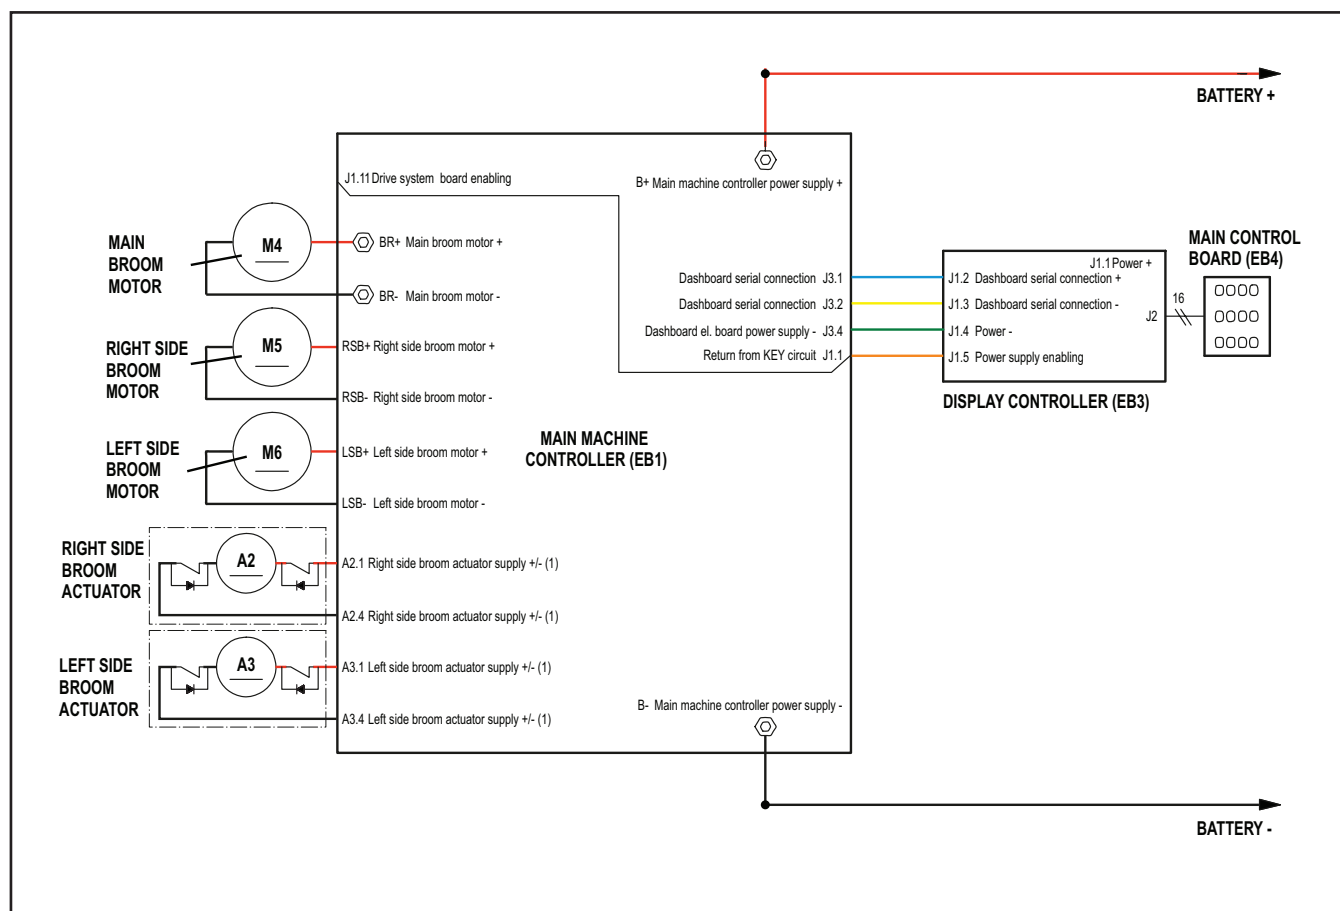 BATTERY +
J1.11 Drive system board enabling
B+ Main machine controller power supply +
MAIN
BROOM
MOTOR
M4
BR+ Main broom motor +
BR- Main broom motor -
RIGHT SIDE
BROOM
MOTOR
M5
RSB+ Right side broom motor +
RSB- Right side broom motor -
LEFT SIDE
BROOM
MOTOR
M6
LSB+ Left side broom motor +
LSB- Left side broom motor -
MAIN MACHINE
CONTROLLER (EB1)
Dashboard serial connection J3.1
Dashboard serial connection J3.2
Dashboard el. board power supply - J3.4
Return from KEY circuit J1.1
J1.1 Power +
J1.2 Dashboard serial connection +
J1.3 Dashboard serial connection -
J1.4 Power -
J1.5 Power supply enabling
J2
16
DISPLAY CONTROLLER (EB3)
MAIN CONTROL
BOARD (EB4)
RIGHT SIDE
BROOM
ACTUATOR
A2
A2.1 Right side broom actuator supply +/- (1)
A2.4 Right side broom actuator supply +/- (1)
LEFT SIDE
BROOM
ACTUATOR
A3
A3.1 Left side broom actuator supply +/- (1)
A3.4 Left side broom actuator supply +/- (1)
B- Main machine controller power supply -
BATTERY -